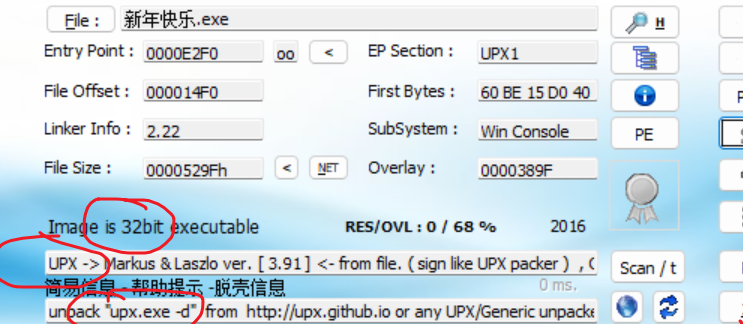 File : 新年快乐.exe H
Entry Point : 0000E2F0 oo < EP Section : UPX1
File Offset : 000014F0 First Bytes : 60 BE 15 D0 40
Linker Info : 2.22 SubSystem : Win Console PE
File Size : 0000529Fh < NET Overlay : 0000389F
Image is 32bit executable RES/OVL : 0 / 68 % 2016
UPX -> Markus & Laszlo ver. [ 3.91 ] <- from file. ( sign like UPX packer ) , Scan / t
简易信息 - 帮助提示 -脱壳信息 0 ms.
unpack "upx.exe -d" from http://upx.github.io or any UPX/Generic unpacke